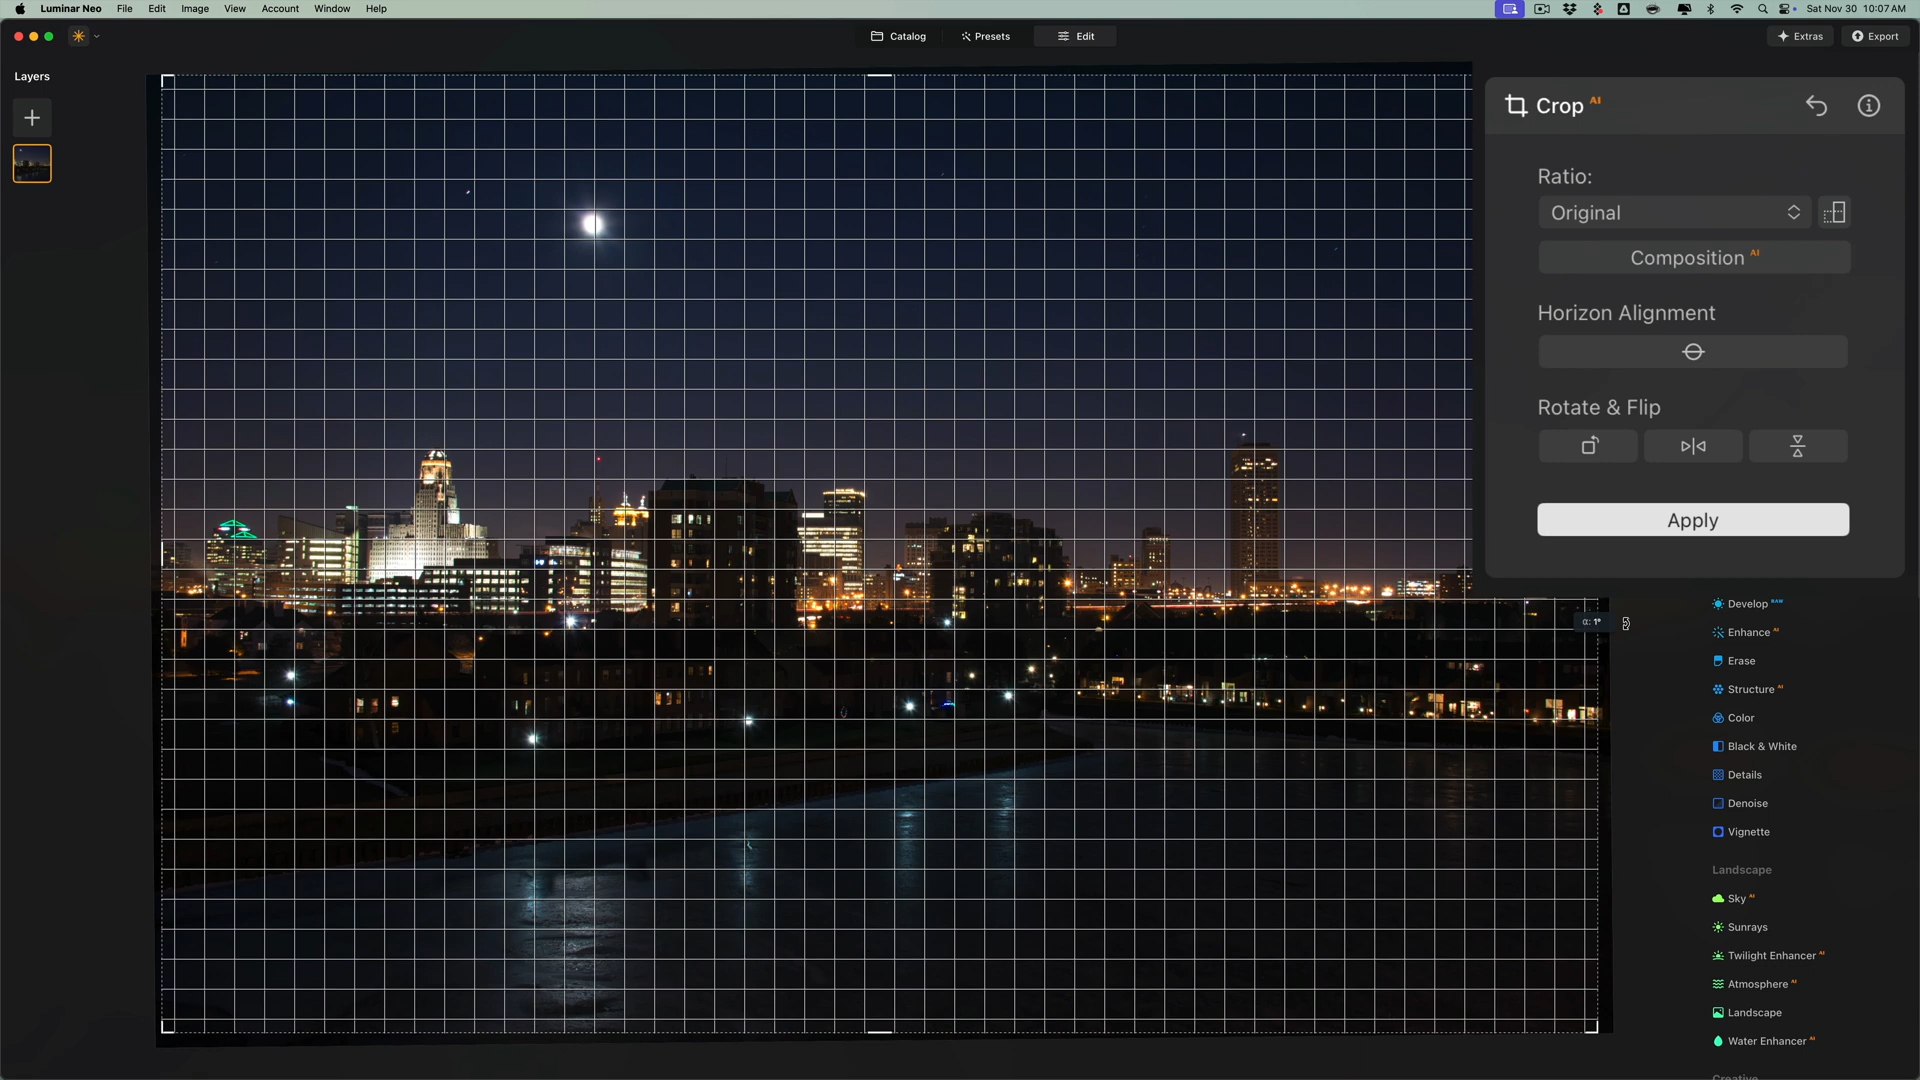 Luminar Neo File Edit Image View Account Window Help Sat Nov 30 10:07 AM
Catalog Presets Edit Extras Export
Layers
Crop AI
Ratio:
Original
Composition AI
Horizon Alignment
Rotate & Flip
Apply
α: 1°
Develop RAW
Enhance AI
Erase
Structure AI
Color
Black & White
Details
Denoise
Vignette
Landscape
Sky AI
Sunrays
Twilight Enhancer AI
Atmosphere AI
Landscape
Water Enhancer AI
Creative